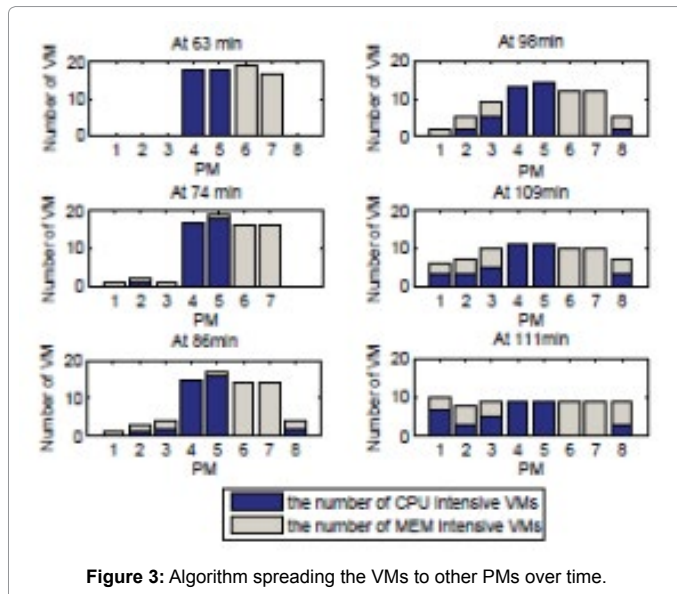 At 63 min
Number of VM
20
10
0
1 2 3 4 5 6 7 8
PM
At 74 min
Number of VM
20
10
0
1 2 3 4 5 6 7 8
PM
At 86min
Number of VM
20
10
0
1 2 3 4 5 6 7 8
PM
At 98min
Number of VM
20
10
0
1 2 3 4 5 6 7 8
PM
At 109min
Number of VM
20
10
0
1 2 3 4 5 6 7 8
PM
At 111min
Number of VM
20
10
0
1 2 3 4 5 6 7 8
PM
the number of CPU Intensive VMs
the number of MEM Intensive VMs
Figure 3: Algorithm spreading the VMs to other PMs over time.